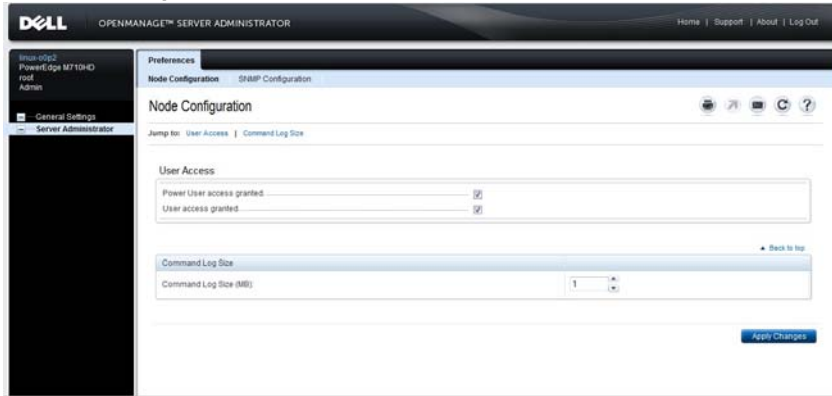 DELL OPENMANAGE™ SERVER ADMINISTRATOR Home | Support | About | Log Out
linux-o0p2
PowerEdge M710HD
root
Admin
General Settings
Server Administrator
Preferences
Node Configuration SNMP Configuration
Node Configuration
Jump to: User Access | Command Log Size
User Access
Power User access granted
User access granted
Back to top
Command Log Size
Command Log Size (MB) 1
Apply Changes